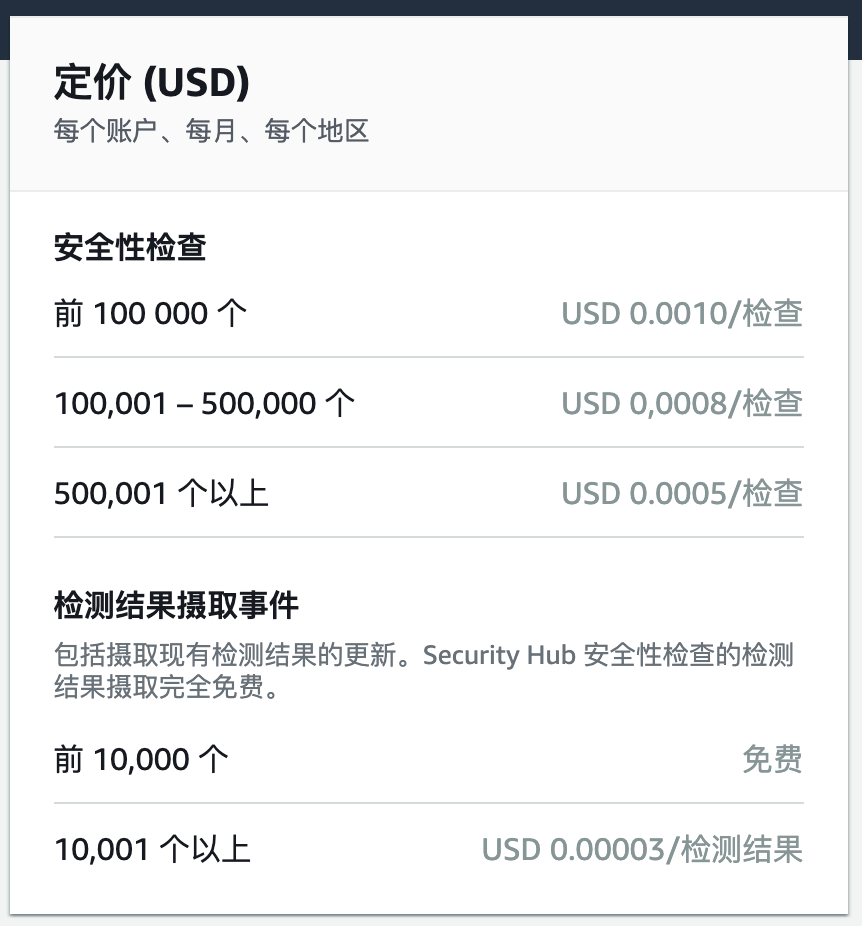 定价 (USD)
每个账户、每月、每个地区
安全性检查
前 100 000 个
USD 0.0010/检查
100,001 – 500,000 个
USD 0,0008/检查
500,001 个以上
USD 0.0005/检查
检测结果摄取事件
包括摄取现有检测结果的更新。Security Hub 安全性检查的检测
结果摄取完全免费。
前 10,000 个
免费
10,001 个以上
USD 0.00003/检测结果